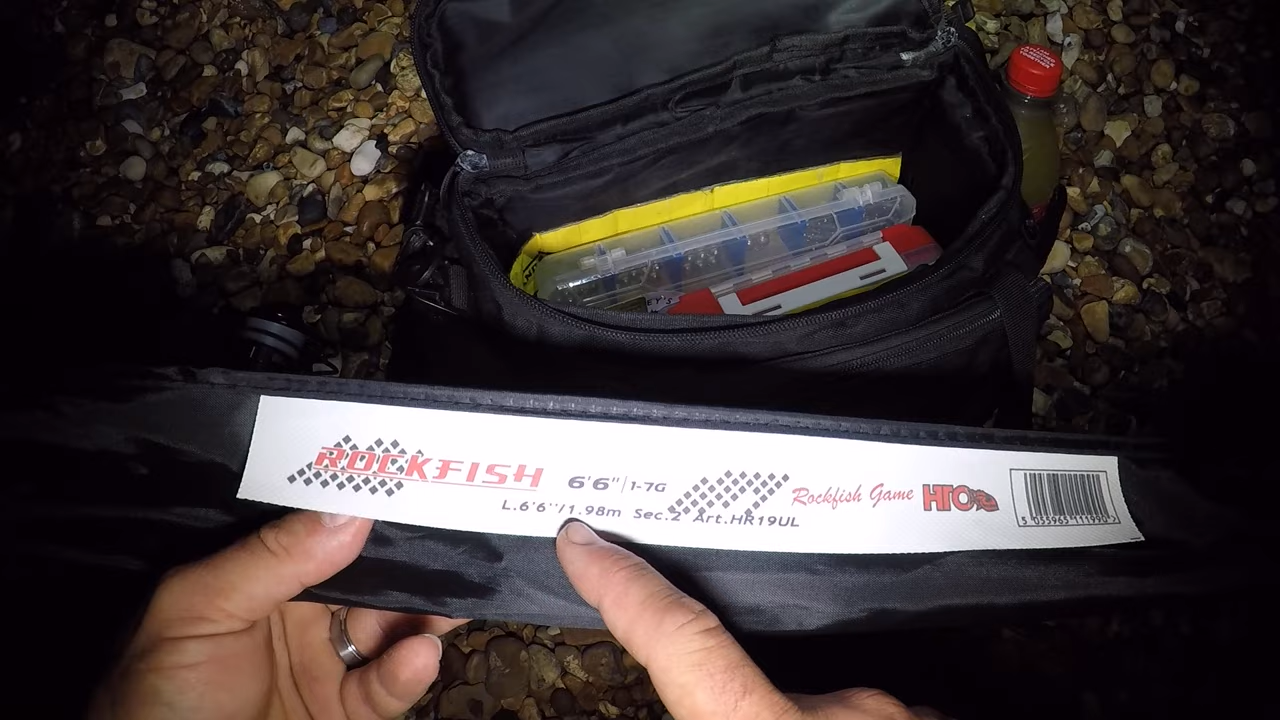 ROCKFISH 6'6" | 1-7G Rockfish Game HTO
L.6'6"/1.98m Sec.2 Art.HR19UL
5 055965 111990
EY'S